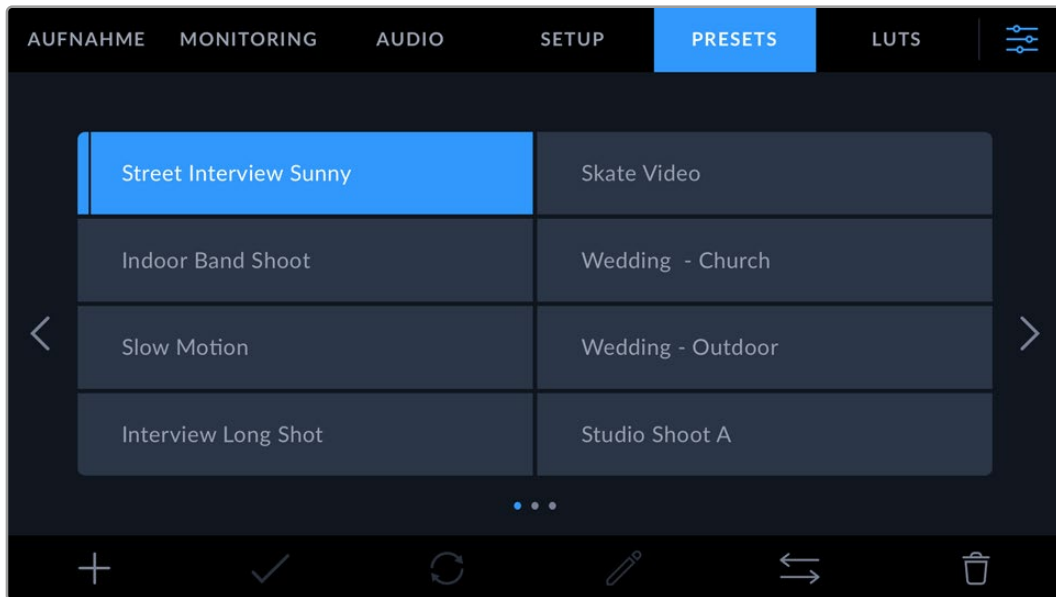 AUFNAHME MONITORING AUDIO SETUP PRESETS LUTS
Street Interview Sunny Skate Video
Indoor Band Shoot Wedding - Church
Slow Motion Wedding - Outdoor
Interview Long Shot Studio Shoot A